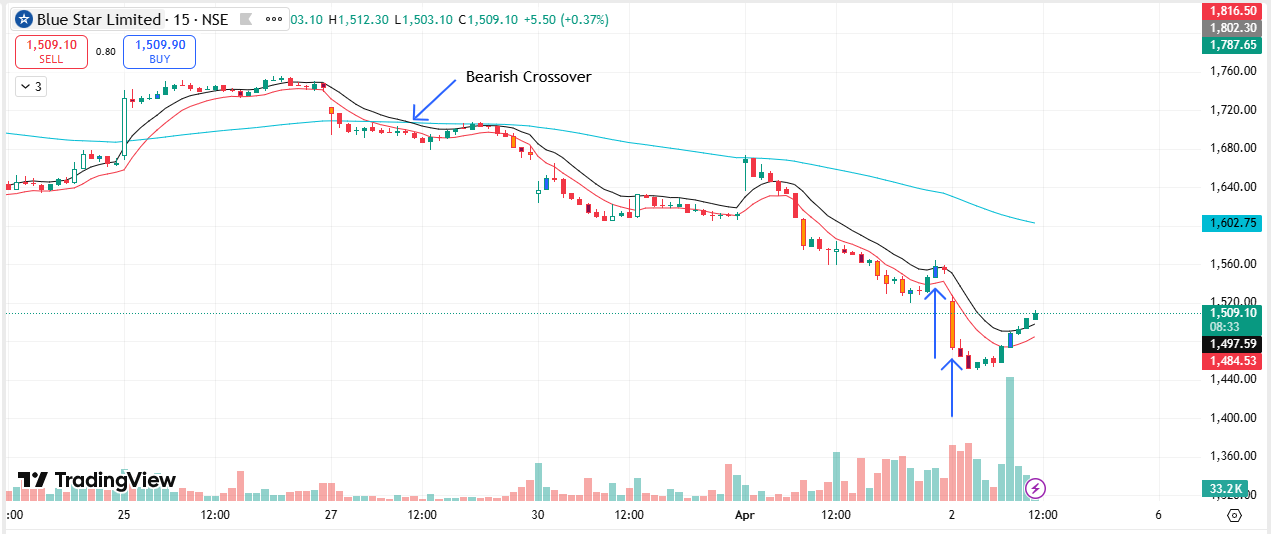 Blue Star Limited · 15 · NSE ••• 03.10 H1,512.30 L1,503.10 C1,509.10 +5.50 (+0.37%)
1,509.10 SELL
0.80
1,509.90 BUY
3
Bearish Crossover
1,816.50
1,802.30
1,787.65
1,760.00
1,720.00
1,680.00
1,640.00
1,602.75
1,560.00
1,520.00
1,509.10
08:33
1,497.59
1,484.53
1,440.00
1,400.00
1,360.00
33.2K
TradingView
:00 25 12:00 27 12:00 30 12:00 Apr 12:00 2 12:00 6